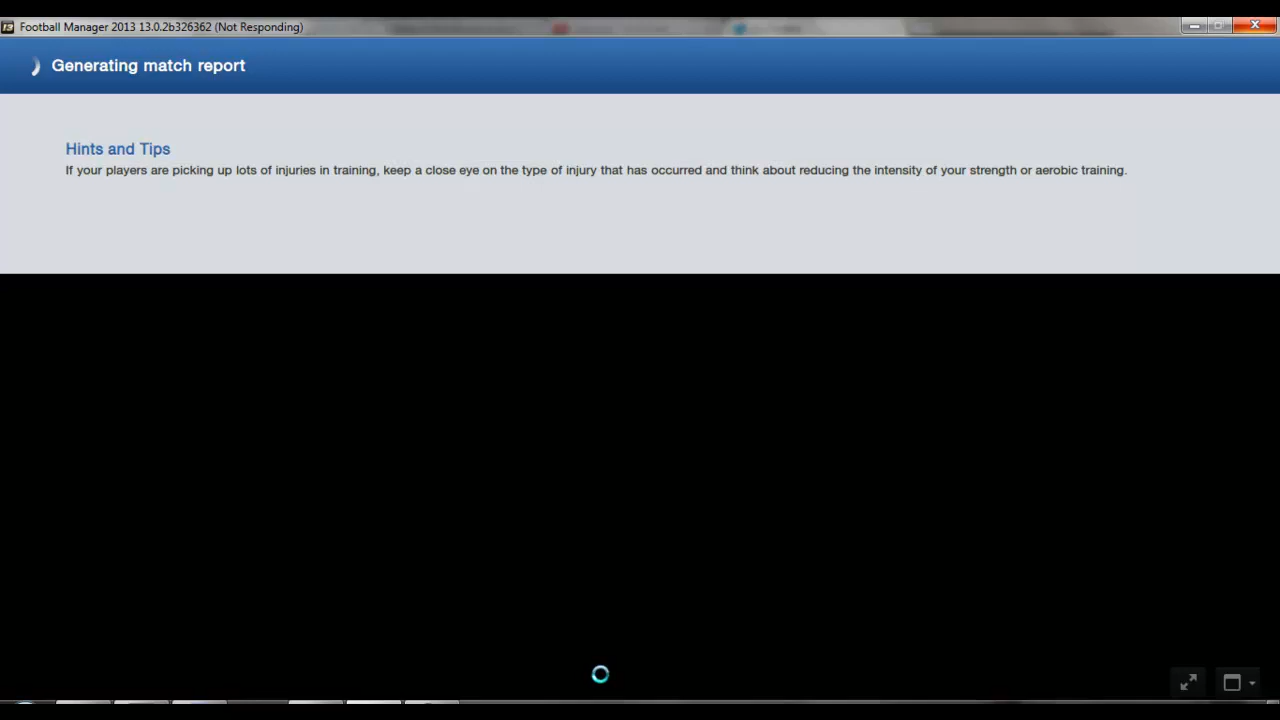 Football Manager 2013 13.0.2b326362 (Not Responding)
Generating match report
Hints and Tips
If your players are picking up lots of injuries in training, keep a close eye on the type of injury that has occurred and think about reducing the intensity of your strength or aerobic training.